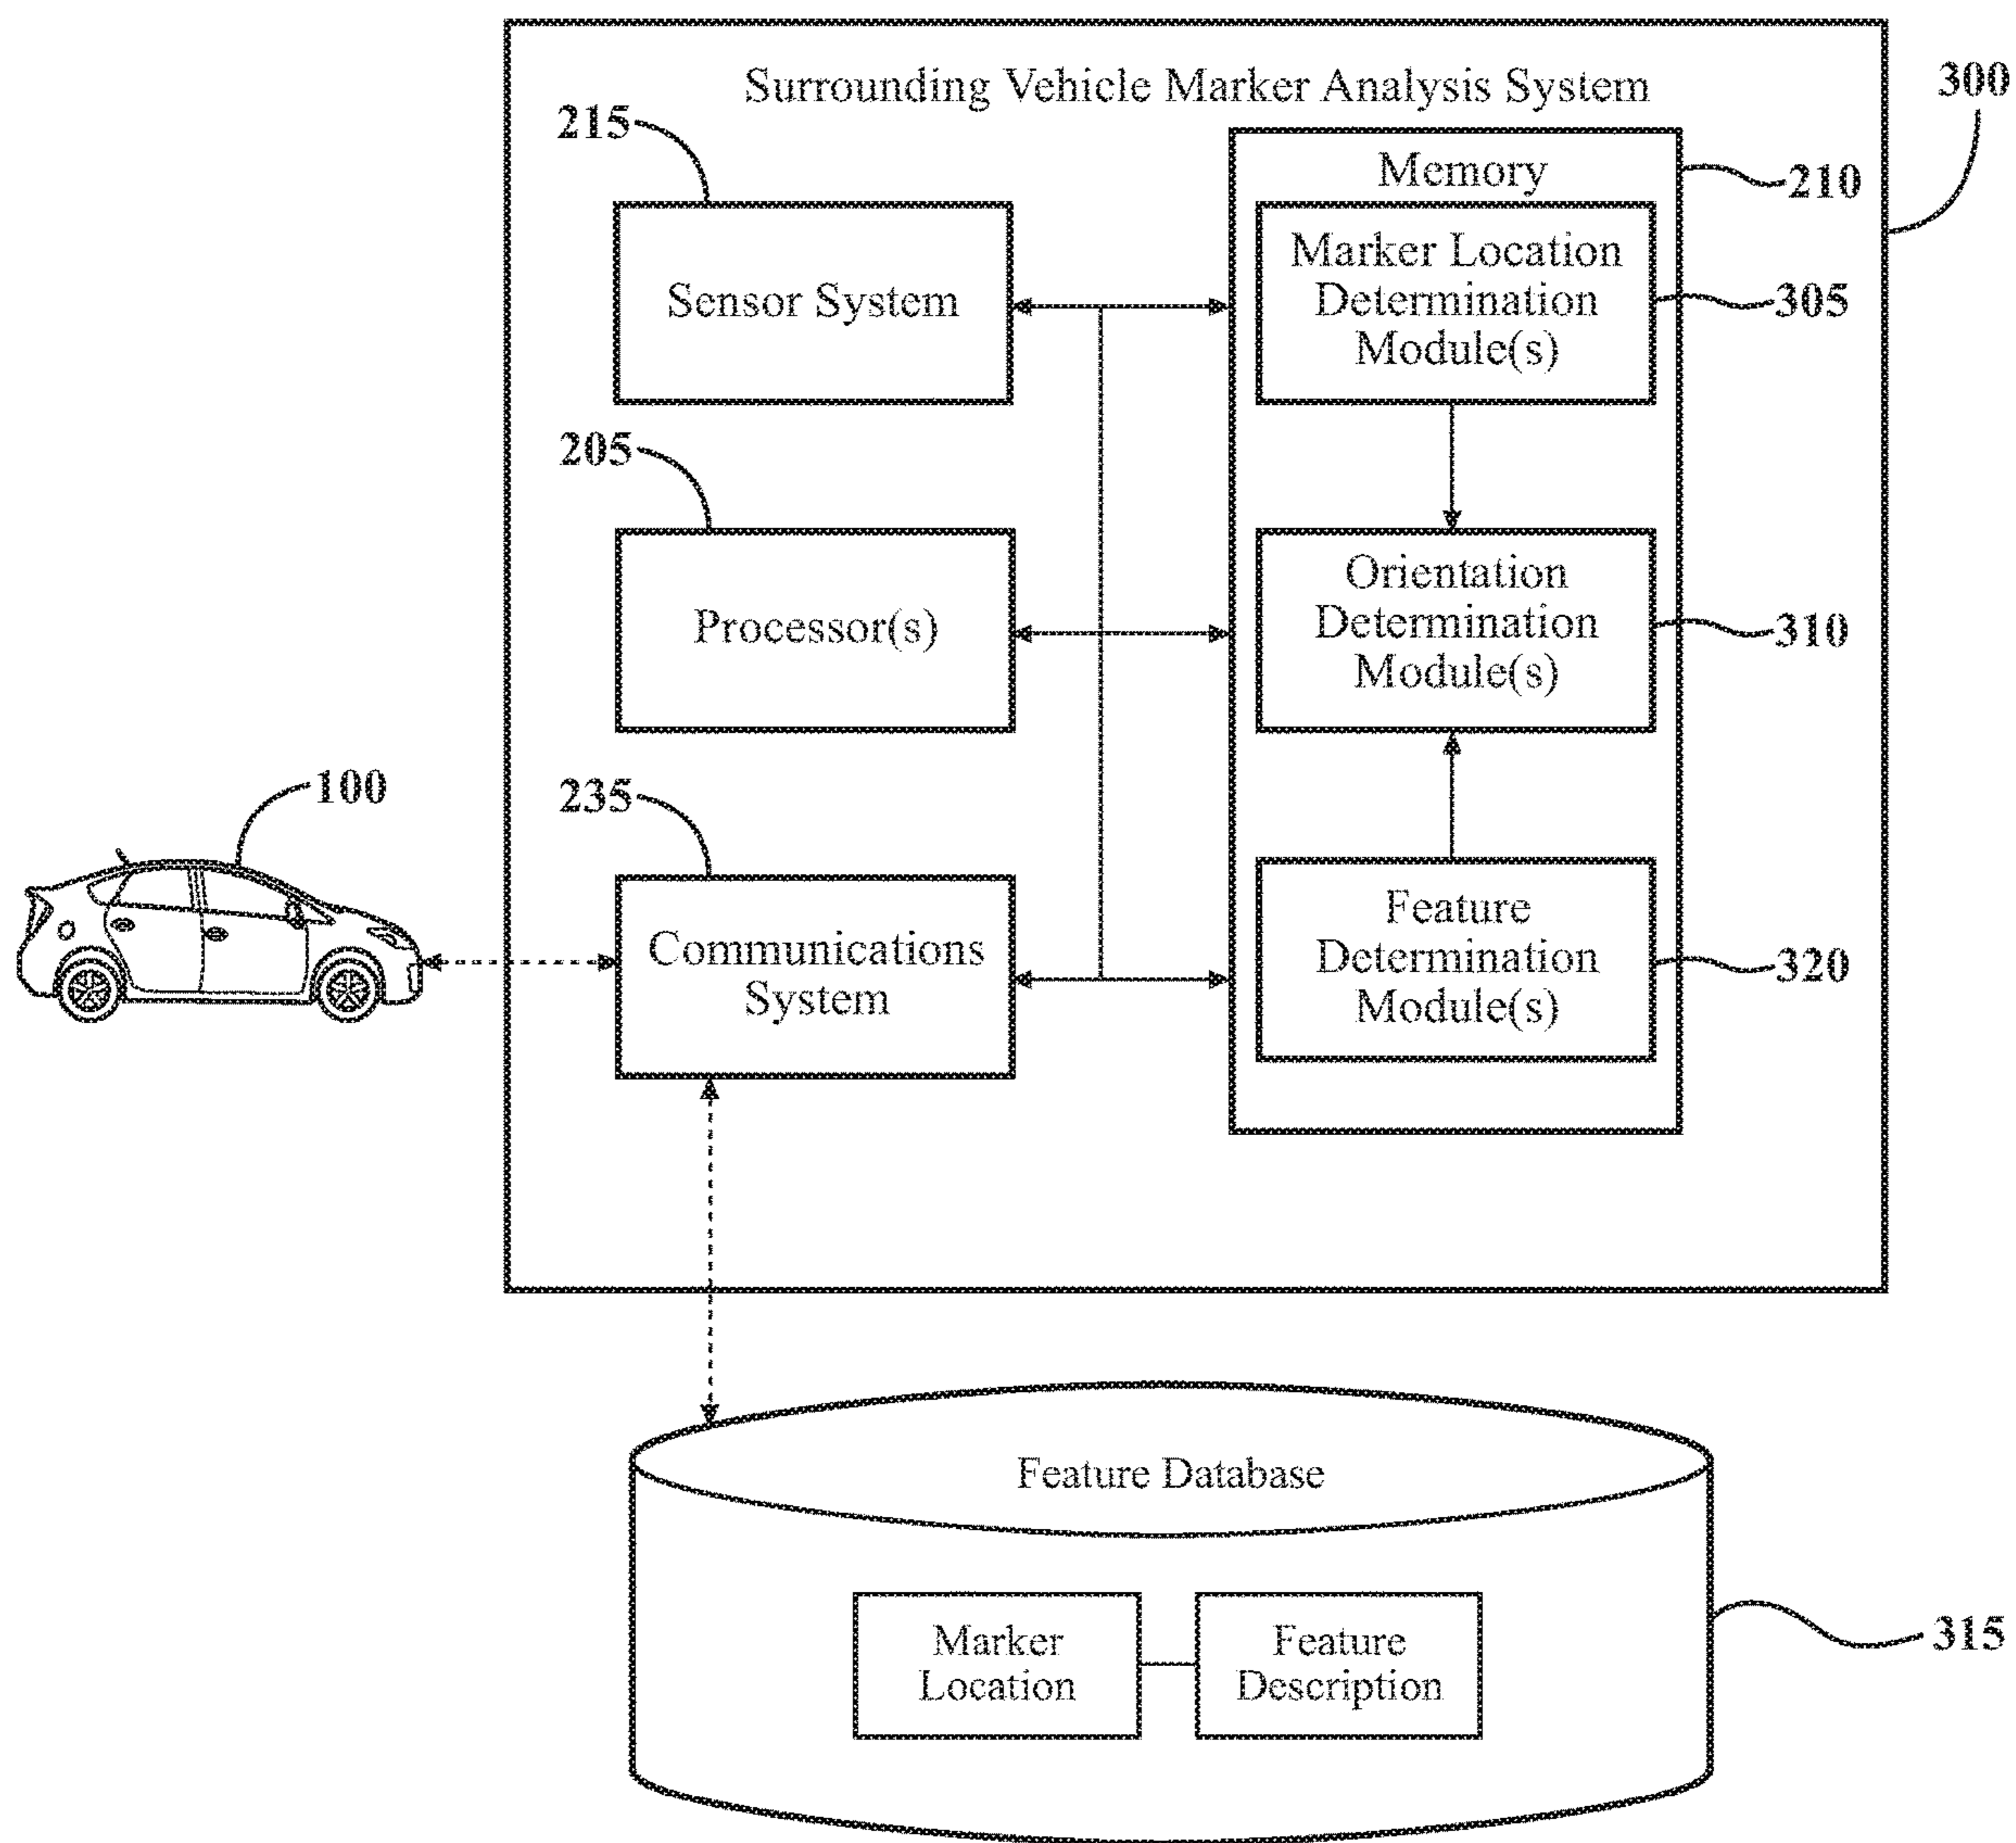 Surrounding Vehicle Marker Analysis System
300
215
Memory
210
Sensor System
Marker Location
Determination
Module(s)
305
205
Processor(s)
Orientation
Determination
Module(s)
310
100
235
Communications
System
Feature
Determination
Module(s)
320
Feature Database
Marker
Location
Feature
Description
315